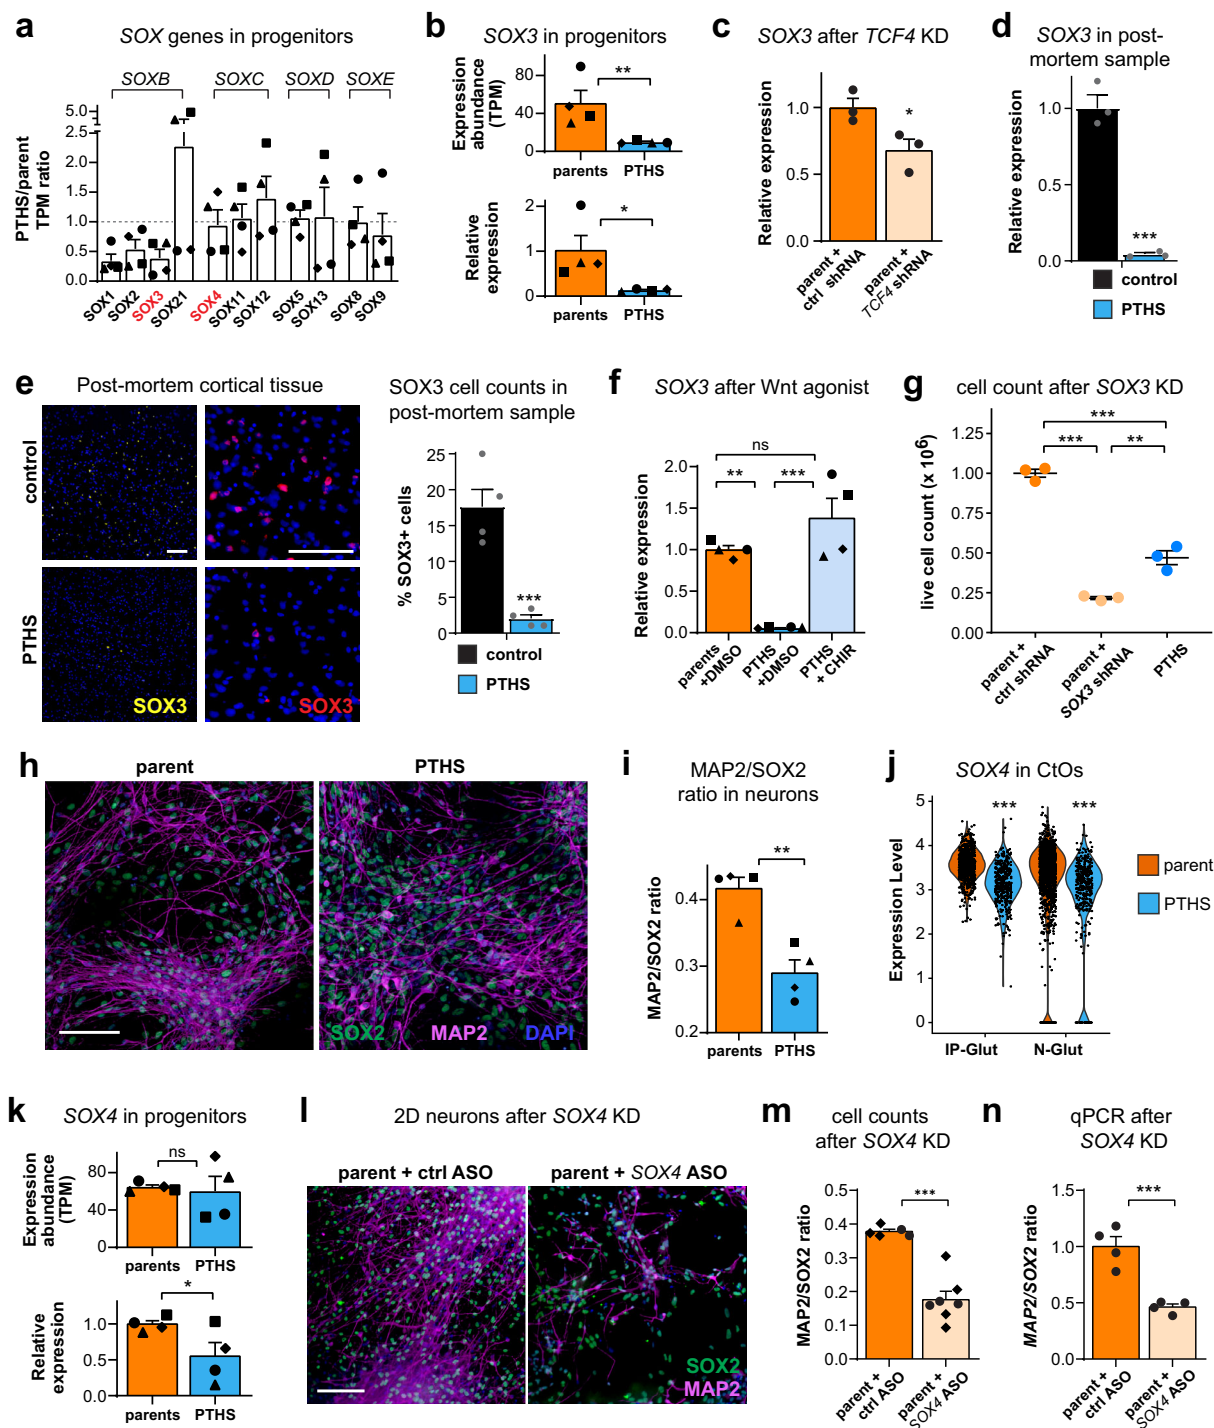 a
SOX genes in progenitors
SOXB SOXC SOXD SOXE
PTHS/parent
TPM ratio
5.0
2.5
2.0
1.5
1.0
0.5
0.0
SOX1 SOX2 SOX3 SOX21 SOX4 SOX11 SOX12 SOX5 SOX13 SOX8 SOX9
b
SOX3 in progenitors
Expression
abundance
(TPM)
80
40
0
**
parents PTHS
Relative
expression
2.0
1.0
0.0
*
parents PTHS
c
SOX3 after TCF4 KD
Relative expression
1.0
0.5
0.0
*
parent +
ctrl shRNA
parent +
TCF4 shRNA
d
SOX3 in post-
mortem sample
Relative expression
1.0
0.5
0.0
***
control
PTHS
e
Post-mortem cortical tissue
control
PTHS
SOX3 SOX3
SOX3 cell counts in
post-mortem sample
% SOX3+ cells
25
20
15
10
5
0
***
control
PTHS
f
SOX3 after Wnt agonist
Relative expression
2.0
1.5
1.0
0.5
0.0
ns
** ***
parents
+DMSO
PTHS
+DMSO
PTHS
+ CHIR
g
cell count after SOX3 KD
live cell count (x 10⁶)
1.25
1.00
0.75
0.50
0.25
0.00
***
*** **
parent +
ctrl shRNA
parent +
SOX3 shRNA
PTHS
h
parent PTHS
SOX2 MAP2 DAPI
i
MAP2/SOX2
ratio in neurons
MAP2/SOX2 ratio
0.4
0.3
0.2
**
parents PTHS
j
SOX4 in CtOs
Expression Level
5
4
3
2
1
0
*** ***
IP-Glut N-Glut
parent
PTHS
k
SOX4 in progenitors
Expression
abundance
(TPM)
80
40
0
ns
parents PTHS
Relative
expression
1.0
0.5
0.0
*
parents PTHS
l
2D neurons after SOX4 KD
parent + ctrl ASO parent + SOX4 ASO
SOX2
MAP2
m
cell counts
after SOX4 KD
MAP2/SOX2 ratio
0.5
0.4
0.3
0.2
0.1
0.0
***
parent +
ctrl ASO
parent +
SOX4 ASO
n
qPCR after
SOX4 KD
MAP2/SOX2 ratio
1.5
1.0
0.5
0.0
***
parent +
ctrl ASO
parent +
SOX4 ASO